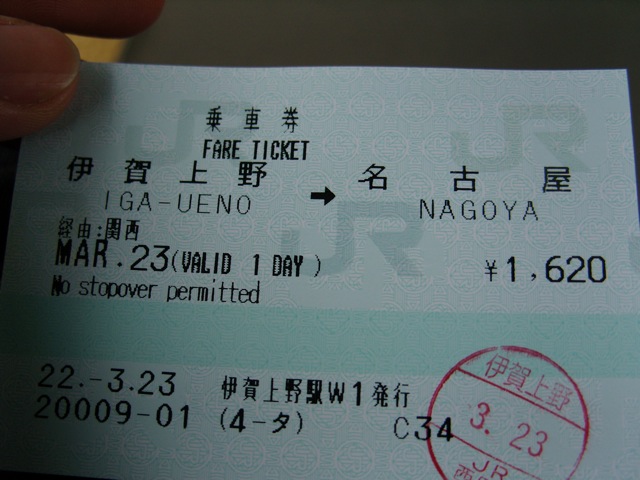 乗車券
FARE TICKET
伊賀上野 → 名古屋
IGA-UENO NAGOYA
経由:関西
MAR.23(VALID 1 DAY) ¥1,620
No stopover permitted
22.-3.23 伊賀上野駅W1発行
20009-01 (4-タ) C34
伊賀上野
3.23
JR